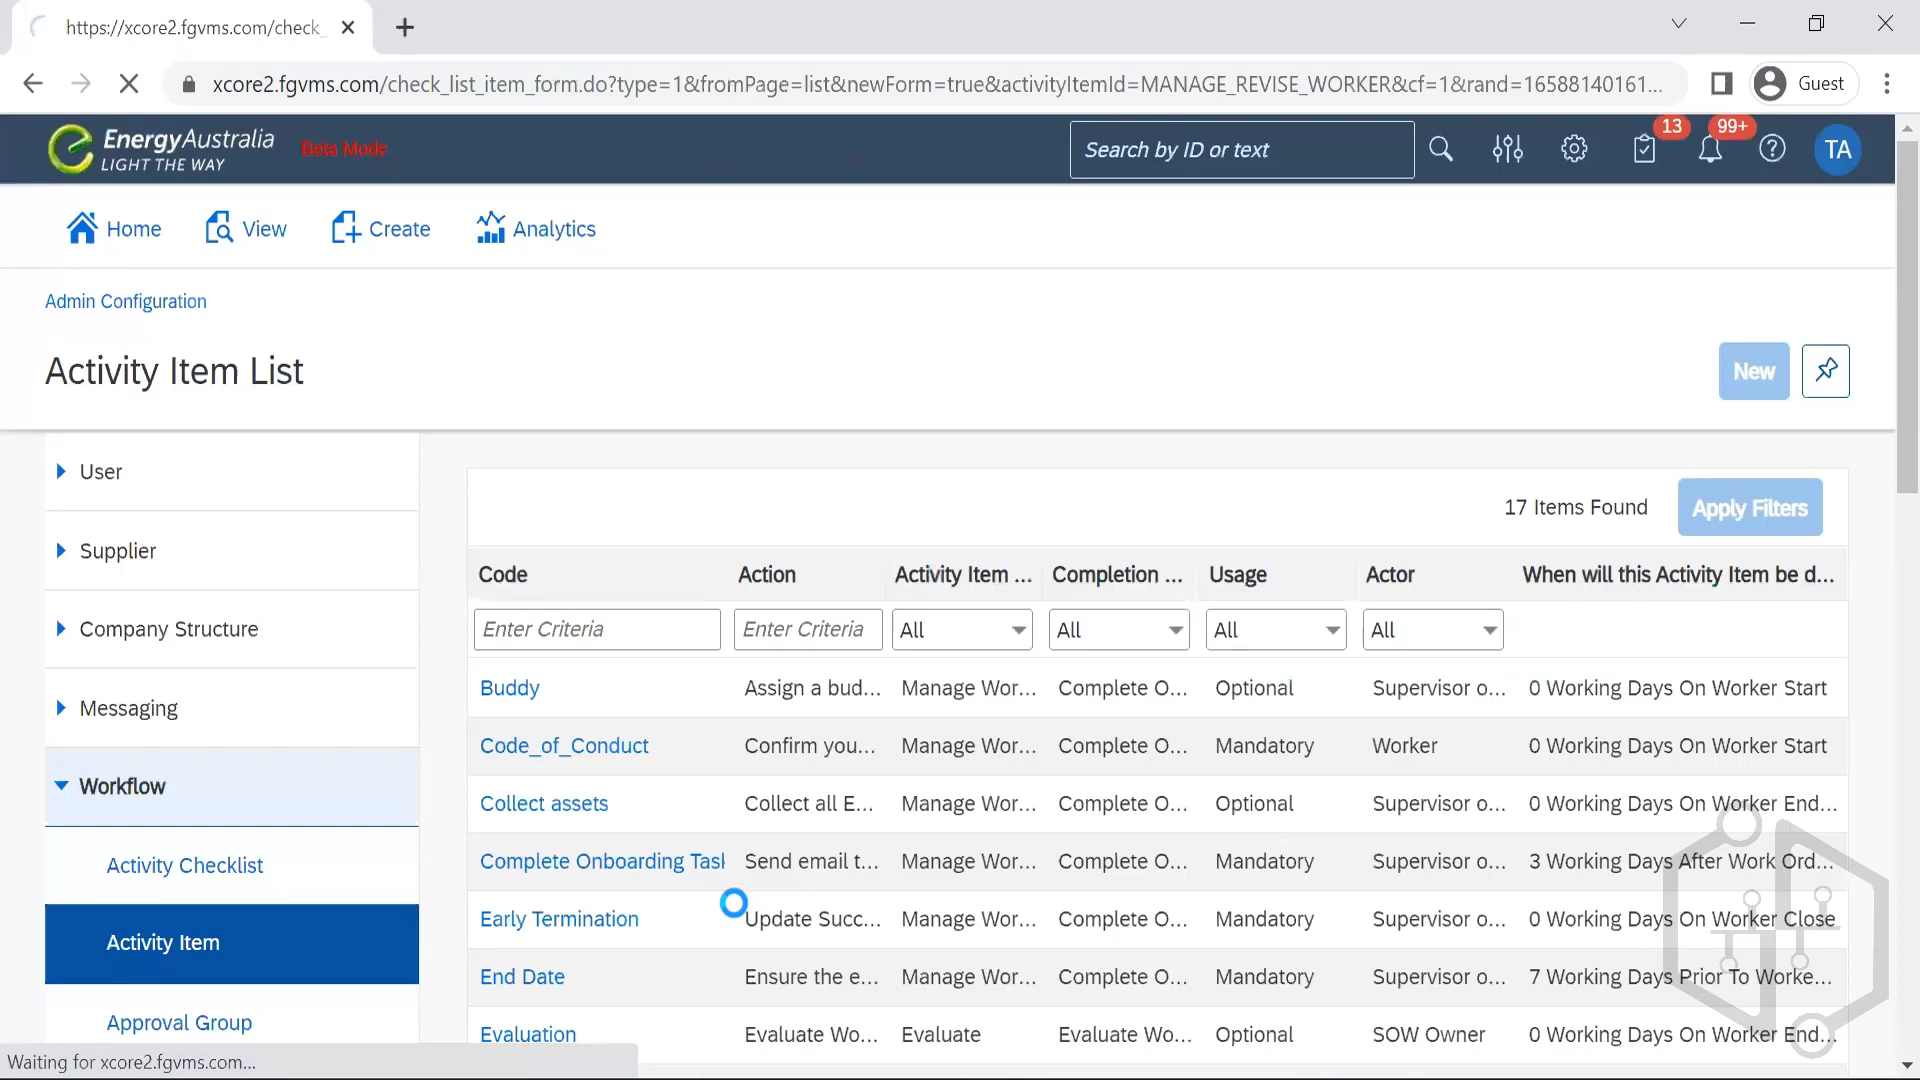 https://xcore2.fgvms.com/check_
xcore2.fgvms.com/check_list_item_form.do?type=1&fromPage=list&newForm=true&activityItemId=MANAGE_REVISE_WORKER&cf=1&rand=16588140161...
Guest
EnergyAustralia
LIGHT THE WAY
Beta Mode
Search by ID or text
13
99+
TA
Home
View
Create
Analytics
Admin Configuration
Activity Item List
New
User
Supplier
Company Structure
Messaging
Workflow
Activity Checklist
Activity Item
Approval Group
17 Items Found
Apply Filters
Code Action Activity Item ... Completion ... Usage Actor When will this Activity Item be d...
Enter Criteria Enter Criteria All All All All
Buddy Assign a bud... Manage Wor... Complete O... Optional Supervisor o... 0 Working Days On Worker Start
Code_of_Conduct Confirm you... Manage Wor... Complete O... Mandatory Worker 0 Working Days On Worker Start
Collect assets Collect all E... Manage Wor... Complete O... Optional Supervisor o... 0 Working Days On Worker End...
Complete Onboarding Task Send email t... Manage Wor... Complete O... Mandatory Supervisor o... 3 Working Days After Work Ord...
Early Termination Update Succ... Manage Wor... Complete O... Mandatory Supervisor o... 0 Working Days On Worker Close
End Date Ensure the e... Manage Wor... Complete O... Mandatory Supervisor o... 7 Working Days Prior To Worke...
Evaluation Evaluate Wo... Evaluate Evaluate Wo... Optional SOW Owner 0 Working Days On Worker End...
Waiting for xcore2.fgvms.com...